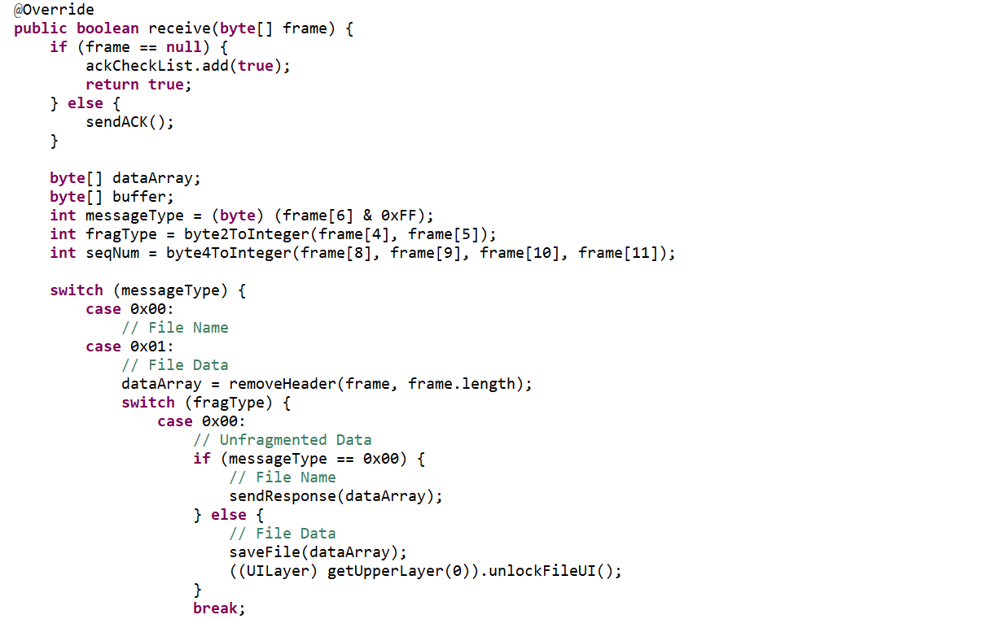 @Override
public boolean receive(byte[] frame) {
    if (frame == null) {
        ackCheckList.add(true);
        return true;
    } else {
        sendACK();
    }

    byte[] dataArray;
    byte[] buffer;
    int messageType = (byte) (frame[6] & 0xFF);
    int fragType = byte2ToInteger(frame[4], frame[5]);
    int seqNum = byte4ToInteger(frame[8], frame[9], frame[10], frame[11]);

    switch (messageType) {
        case 0x00:
            // File Name
        case 0x01:
            // File Data
            dataArray = removeHeader(frame, frame.length);
            switch (fragType) {
                case 0x00:
                    // Unfragmented Data
                    if (messageType == 0x00) {
                        // File Name
                        sendResponse(dataArray);
                    } else {
                        // File Data
                        saveFile(dataArray);
                        ((UILayer) getUpperLayer(0)).unlockFileUI();
                    }
                    break;